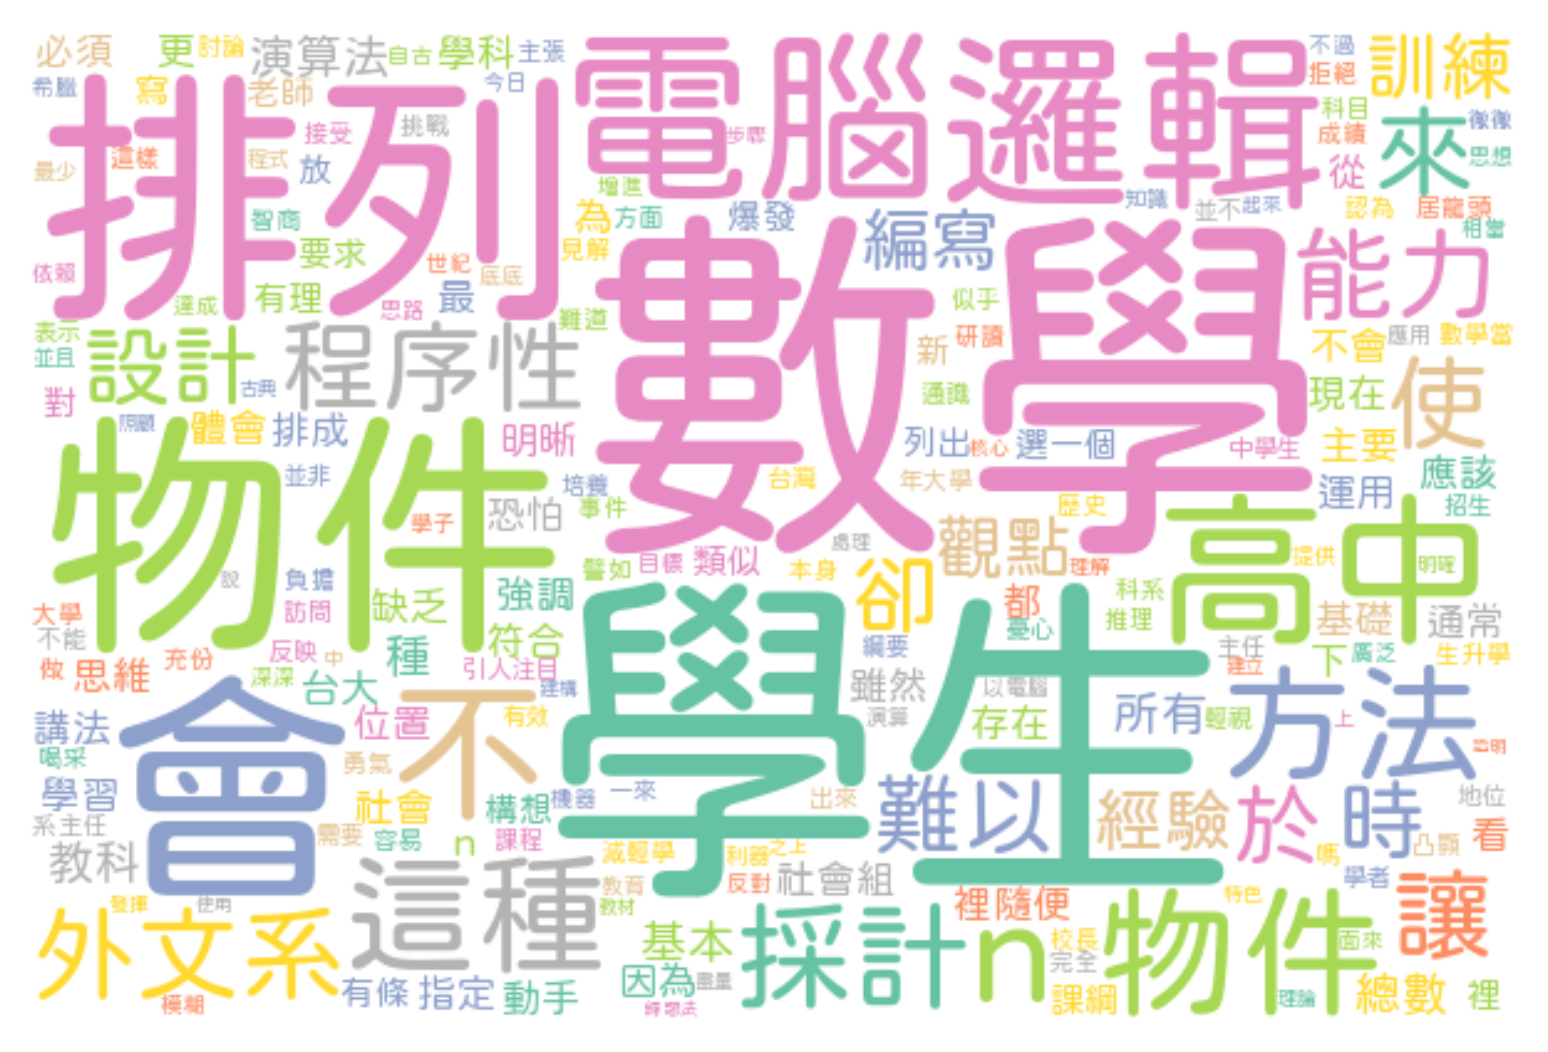 必須 更 討論 演算法 自古 學科 主張
希臘 寫 老師 今日
電腦邏輯 不過 拒絕 訓練
排列 接受 挑戰 步驟 科目 成績 來 思想
最少 這樣 程式 放 增進 從
智商 為 方面 爆發 知識 並不 起來 認為 居龍頭
要求 見解 編寫 相當
依賴 世紀 底底 能力
達成 有理 思路 最 難道 數學 似乎
表示 設計 程序性 新 研讀 不會 應用 數學當
並且 古典 通識 現在 使
對 照顧 體會 排成 明晰 列出 核心 選一個 中學生 主要
物件 並非 培養 台灣 年大學 運用 應該
學子 恐怕 事件 歷史 招生
說 處理 觀點 高中 提供 明確
負擔 強調 譬如 目標 類似 本身 卻 理解 科系
大學 訪問 缺乏 都 推理 基礎 通常
不能 符合 憂心
反映 中 種 學生 綱要 主任 下 廣泛 生升學
做 思維 充份 深深 台大 引人注目 建構 雖然 以電腦 建立
會 不 位置 有效 演算 存在 所有 輕視 方法 上
講法
喝采 勇氣
學習 社會 構想 機器 一來 出來 難以 經驗 於 時 地位
系主任 需要 容易 n 課程 看
教科 減輕學 利器 之上 嗎 凸顯
這種 教育 反對 社會組 學者
發揮 使用 教材 裡 隨便 特色 讓
外文系 基本 採計 n 物件 校長 面來
有條 指定 動手 因為 完全
模糊 課綱 理論 總數 裡